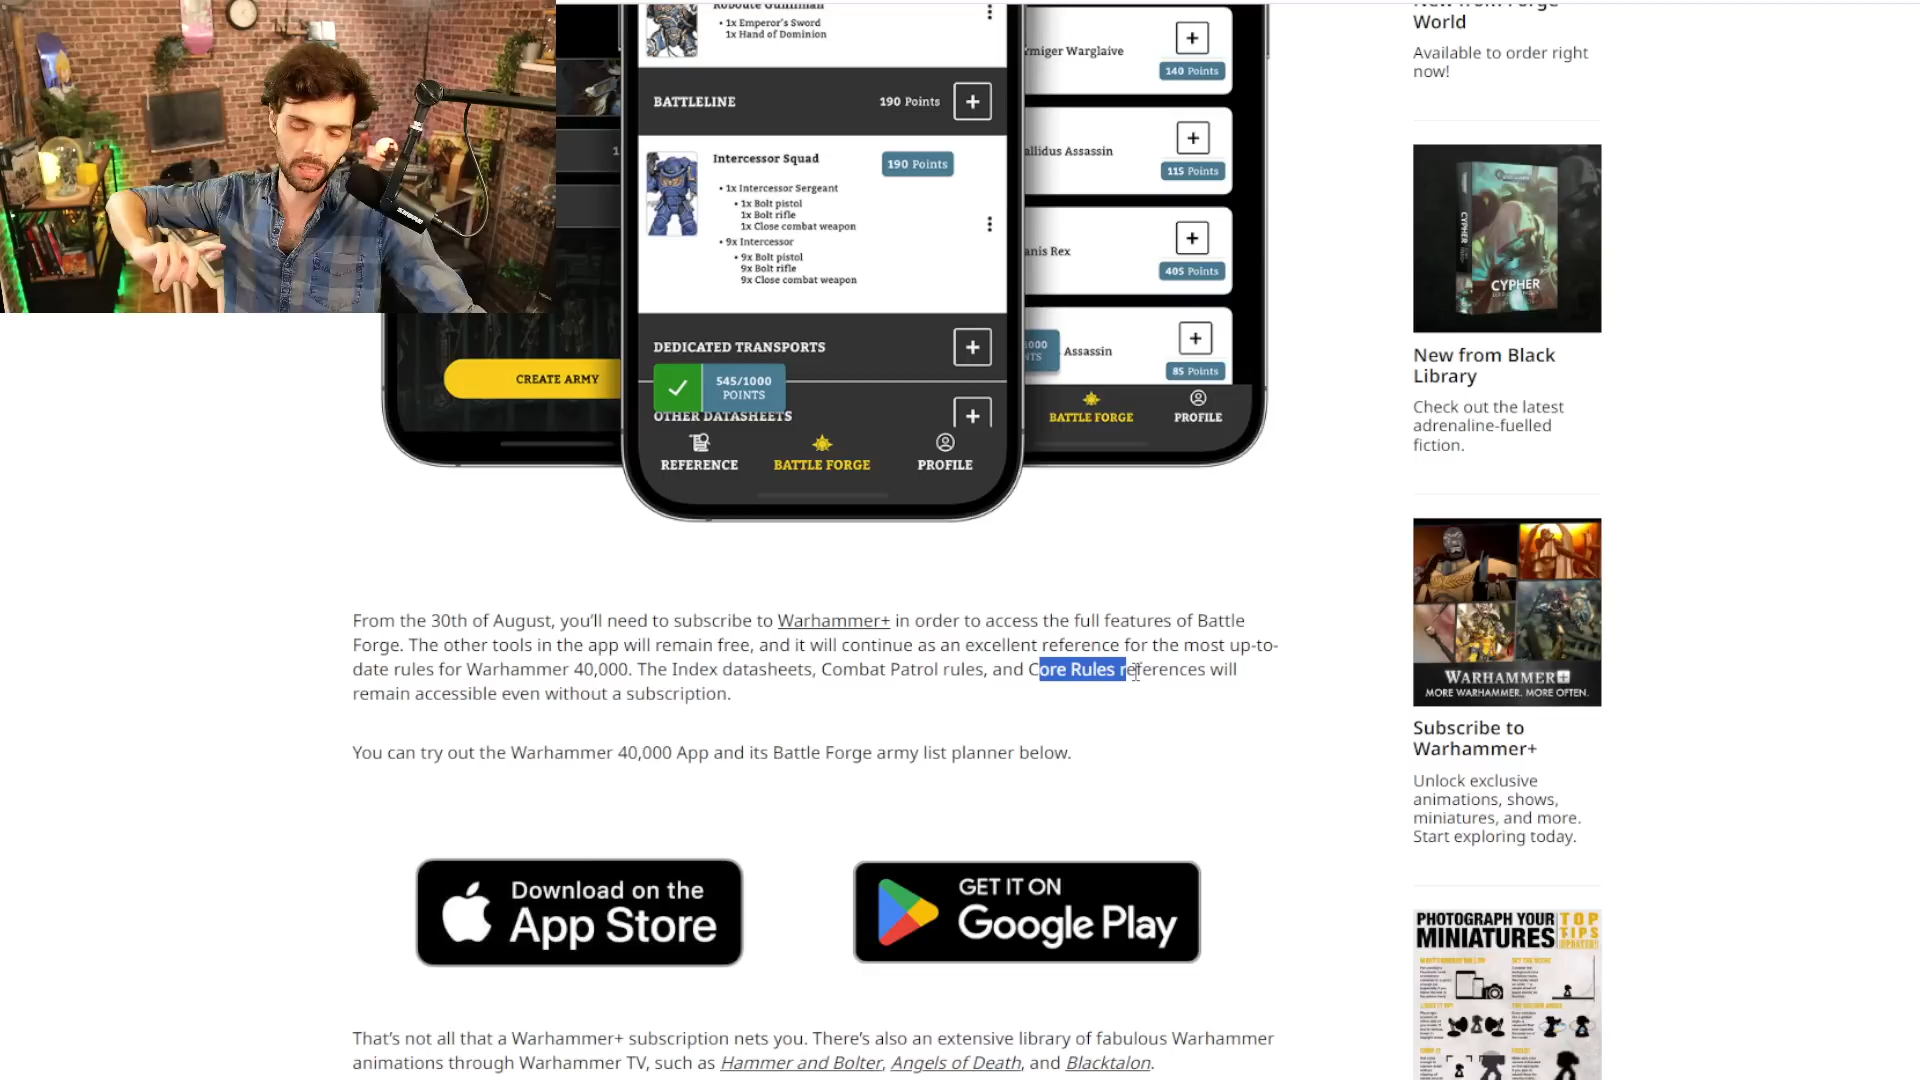 Roboute Guilliman
• 1x Emperor's Sword
1x Hand of Dominion
BATTLELINE
190 Points
Intercessor Squad
190 Points
• 1x Intercessor Sergeant
• 1x Bolt pistol
1x Bolt rifle
1x Close combat weapon
• 9x Intercessor
• 9x Bolt pistol
9x Bolt rifle
9x Close combat weapon
DEDICATED TRANSPORTS
545/1000
POINTS
OTHER DATASHEETS
REFERENCE
BATTLE FORGE
PROFILE
CREATE ARMY
miger Warglaive
140 Points
allidus Assassin
115 Points
anis Rex
405 Points
Assassin
85 Points
BATTLE FORGE
PROFILE
SHURE
From the 30th of August, you'll need to subscribe to Warhammer+ in order to access the full features of Battle
Forge. The other tools in the app will remain free, and it will continue as an excellent reference for the most up-to-
date rules for Warhammer 40,000. The Index datasheets, Combat Patrol rules, and Core Rules references will
remain accessible even without a subscription.
You can try out the Warhammer 40,000 App and its Battle Forge army list planner below.
Download on the
App Store
GET IT ON
Google Play
That's not all that a Warhammer+ subscription nets you. There's also an extensive library of fabulous Warhammer
animations through Warhammer TV, such as Hammer and Bolter, Angels of Death, and Blacktalon.
New from Forge
World
Available to order right
now!
CYPHER
CYPHER
New from Black
Library
Check out the latest
adrenaline-fuelled
fiction.
WARHAMMER+
MORE WARHAMMER. MORE OFTEN.
Subscribe to
Warhammer+
Unlock exclusive
animations, shows,
miniatures, and more.
Start exploring today.
PHOTOGRAPH YOUR
MINIATURES
TOP
TIPS